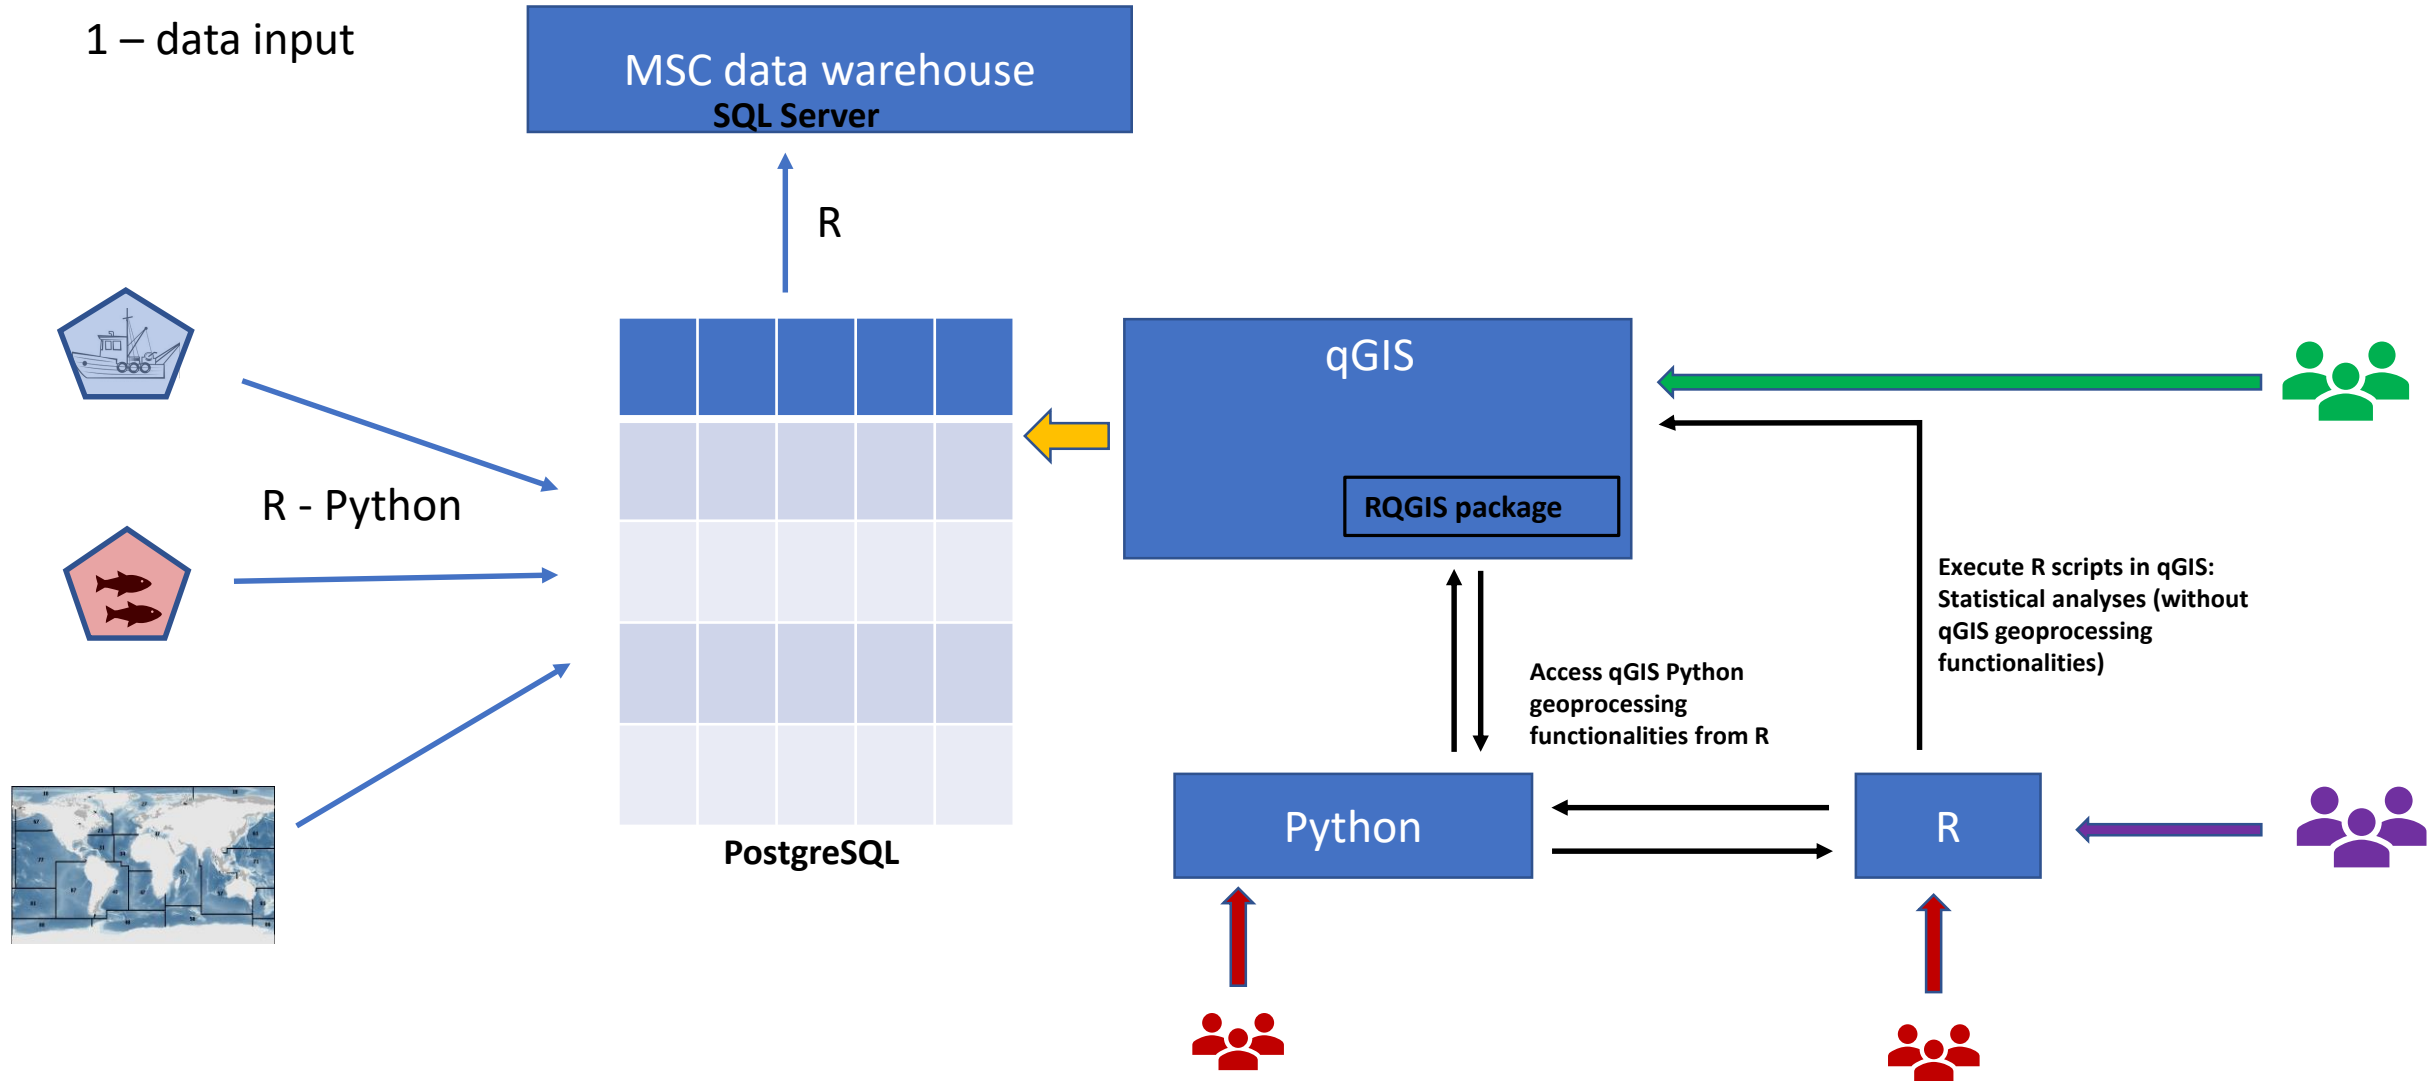 1 – data input
MSC data warehouse
SQL Server
R
qGIS
RQGIS package
R - Python
Execute R scripts in qGIS:
Statistical analyses (without
qGIS geoprocessing
functionalities)
Access qGIS Python
geoprocessing
functionalities from R
Python
R
PostgreSQL